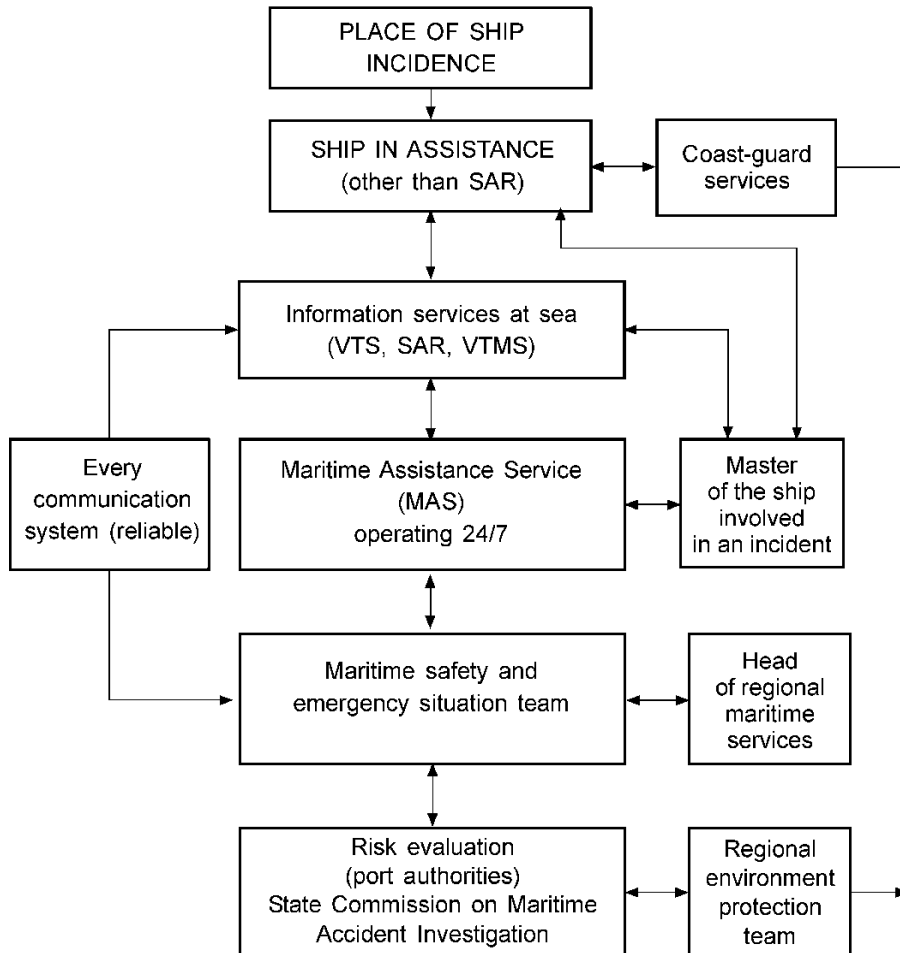 PLACE OF SHIP
INCIDENCE
SHIP IN ASSISTANCE
(other than SAR)
Coast-guard
services
Information services at sea
(VTS, SAR, VTMS)
Every
communication
system (reliable)
Maritime Assistance Service
(MAS)
operating 24/7
Master
of the ship
involved
in an incident
Maritime safety and
emergency situation team
Head
of regional
maritime
services
Risk evaluation
(port authorities)
State Commission on Maritime
Accident Investigation
Regional
environment
protection
team